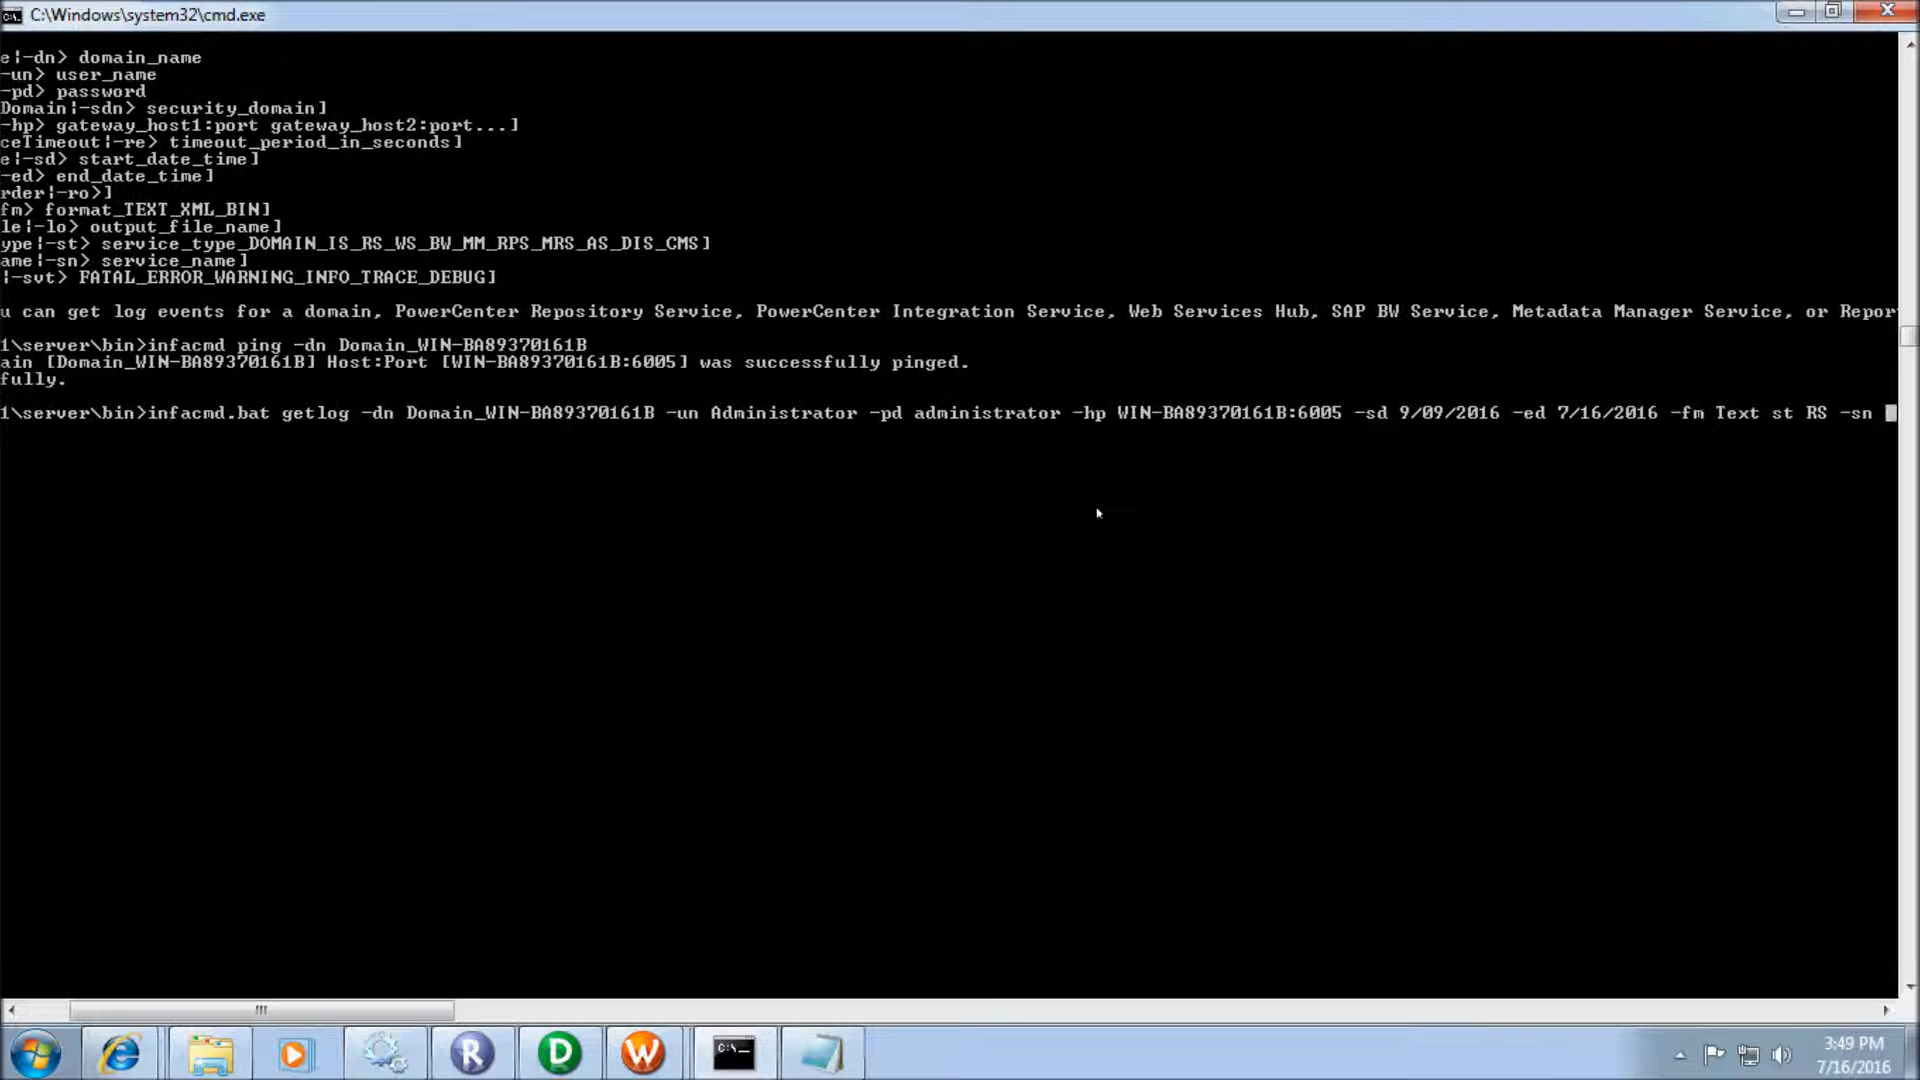 C:\Windows\system32\cmd.exe
e|-dn> domain_name
-un> user_name
-pd> password
Domain|-sdn> security_domain]
-hp> gateway_host1:port gateway_host2:port...]
ceTimeout|-re> timeout_period_in_seconds]
e|-sd> start_date_time]
-ed> end_date_time]
rder|-ro>]
fm> format_TEXT_XML_BIN]
le|-lo> output_file_name]
ype|-st> service_type_DOMAIN_IS_RS_WS_BW_MM_RPS_MRS_AS_DIS_CMS]
ame|-sn> service_name]
|-svt> FATAL_ERROR_WARNING_INFO_TRACE_DEBUG]
u can get log events for a domain, PowerCenter Repository Service, PowerCenter Integration Service, Web Services Hub, SAP BW Service, Metadata Manager Service, or Repor
1\server\bin>infacmd ping -dn Domain_WIN-BA89370161B
ain [Domain_WIN-BA89370161B] Host:Port [WIN-BA89370161B:6005] was successfully pinged.
fully.
1\server\bin>infacmd.bat getlog -dn Domain_WIN-BA89370161B -un Administrator -pd administrator -hp WIN-BA89370161B:6005 -sd 9/09/2016 -ed 7/16/2016 -fm Text st RS -sn
R
D
W
C:\_
3:49 PM
7/16/2016